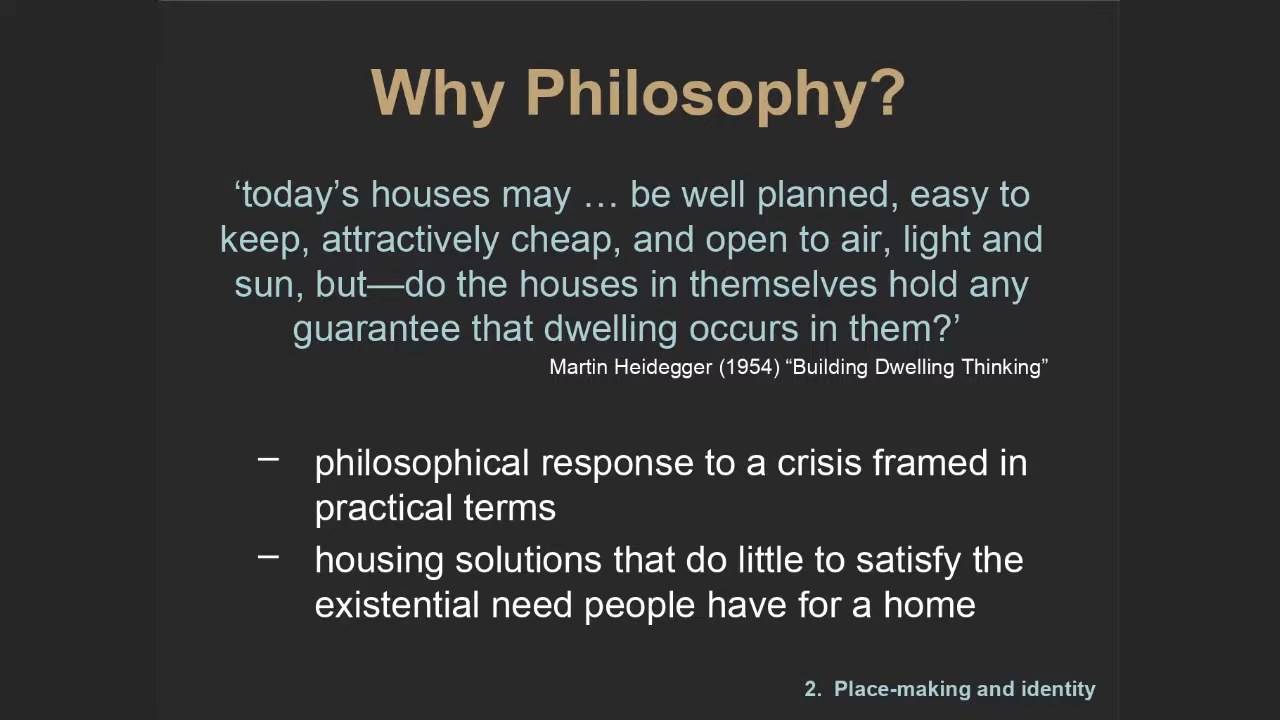 Why Philosophy?
‘today’s houses may … be well planned, easy to
keep, attractively cheap, and open to air, light and
sun, but—do the houses in themselves hold any
guarantee that dwelling occurs in them?’
Martin Heidegger (1954) “Building Dwelling Thinking”
– philosophical response to a crisis framed in
practical terms
– housing solutions that do little to satisfy the
existential need people have for a home
2. Place-making and identity